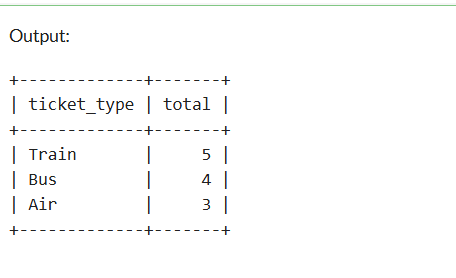 Output:
+-------------+-------+
| ticket_type | total |
+-------------+-------+
| Train       |     5 |
| Bus         |     4 |
| Air         |     3 |
+-------------+-------+